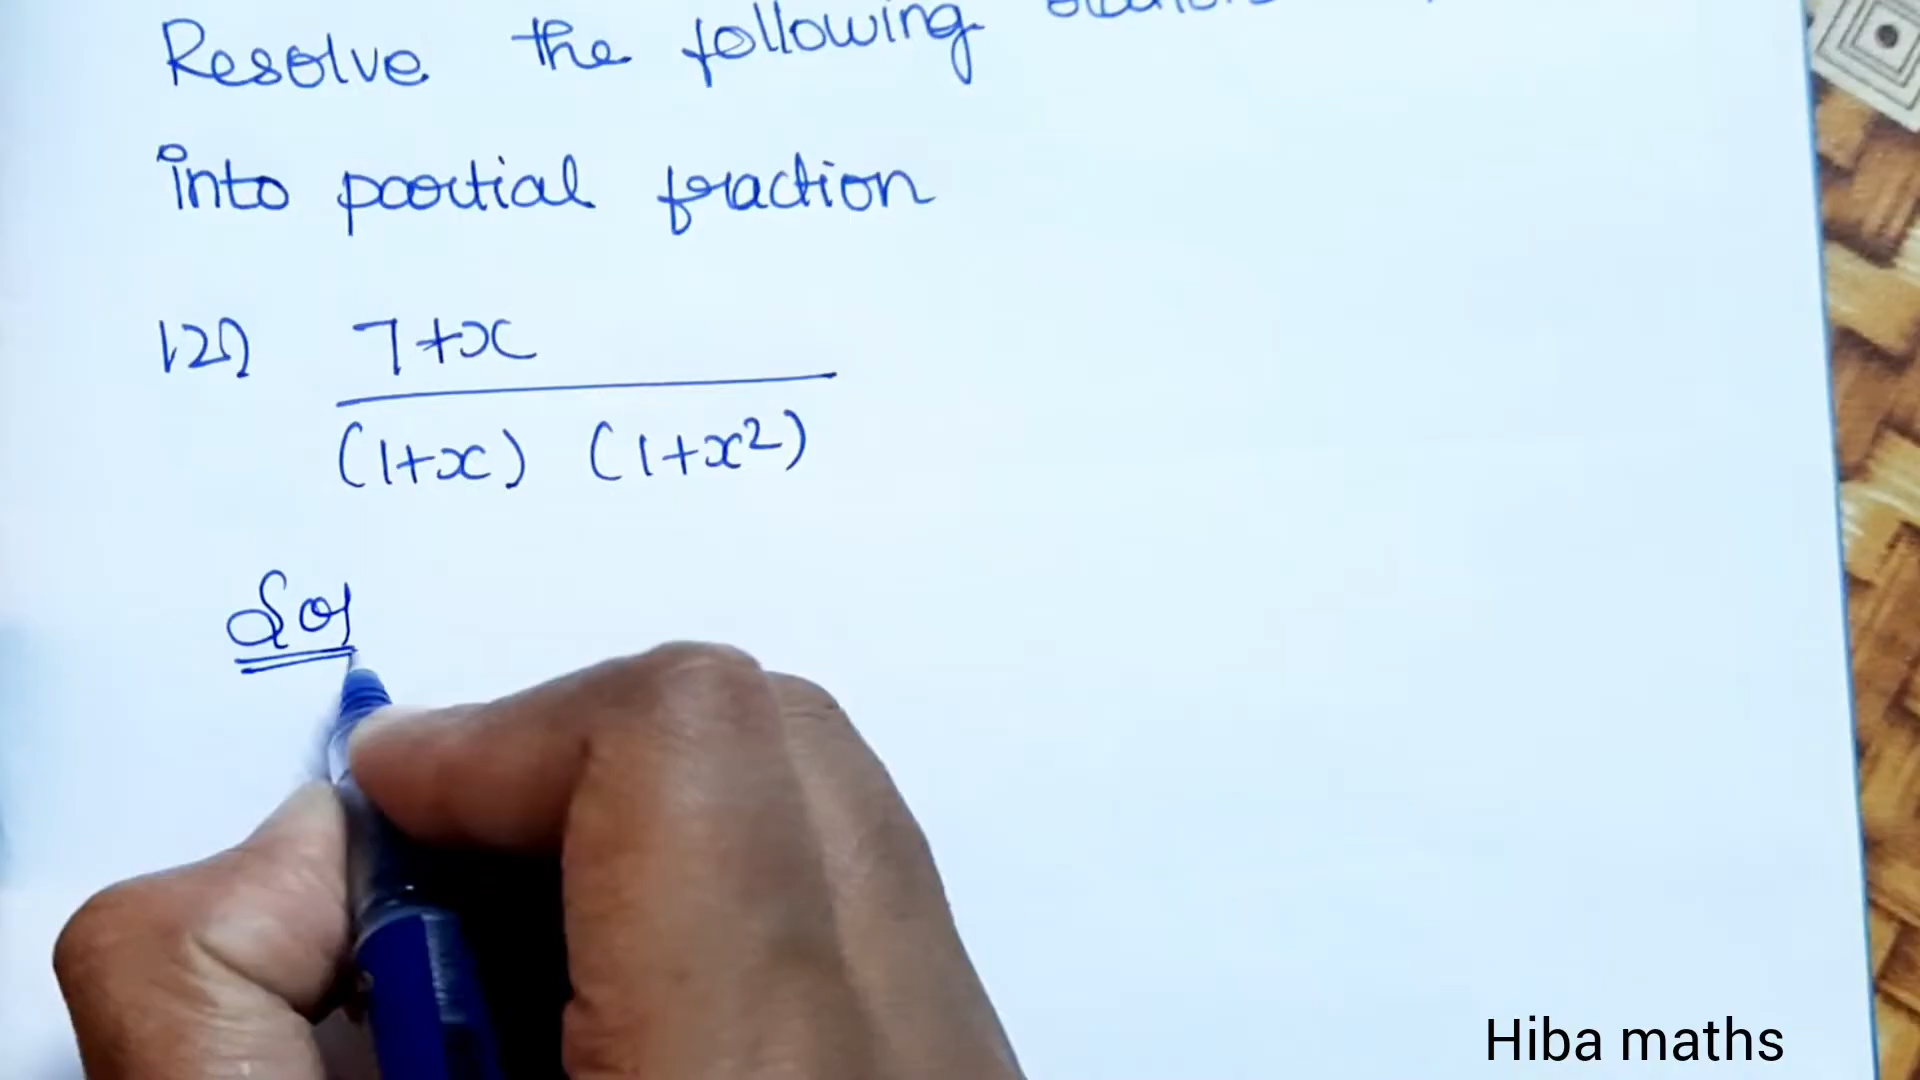 Resolve the following
into partial fraction
12) 7+x
(1+x) (1+x²)
Sol
Hiba maths